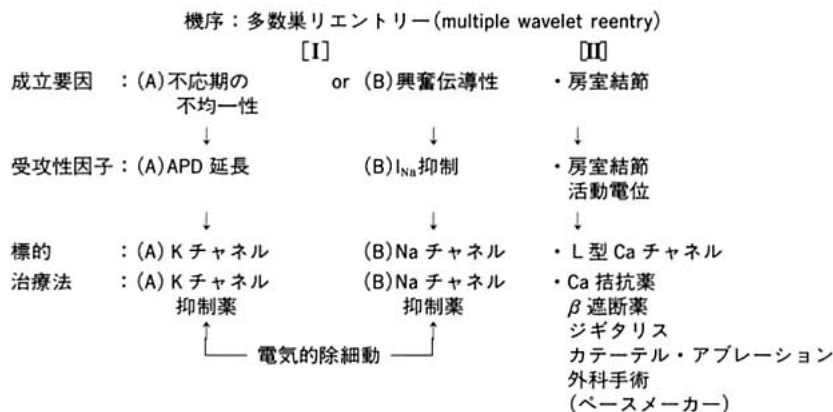 機序：多数巣リエントリー(multiple wavelet reentry)
[I] [II]
成立要因 ：(A)不応期の or (B)興奮伝導性 ・房室結節
不均一性
↓ ↓ ↓
受攻性因子：(A)APD 延長 (B)INa抑制 ・房室結節
活動電位
↓ ↓ ↓
標的 ：(A)K チャネル (B)Na チャネル ・L 型 Ca チャネル
治療法 ：(A)K チャネル (B)Na チャネル ・Ca 拮抗薬
抑制薬 抑制薬 β 遮断薬
ジギタリス
電気的除細動 カテーテル・アブレーション
外科手術
(ペースメーカー)